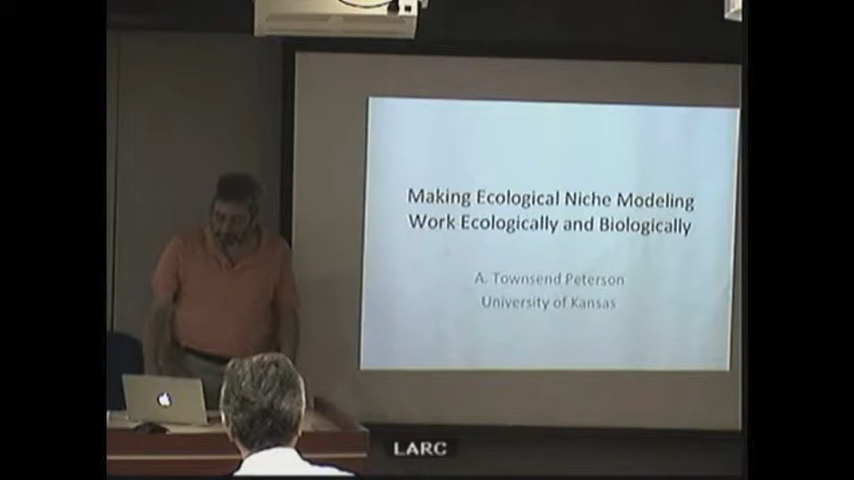 Making Ecological Niche Modeling
Work Ecologically and Biologically
A. Townsend Peterson
University of Kansas
LARC